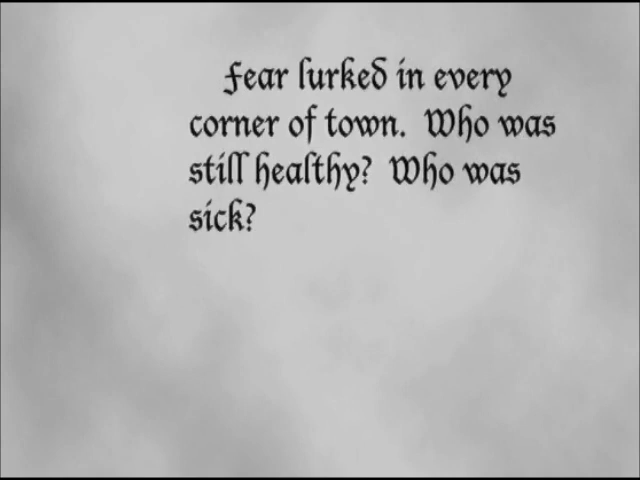 Fear lurked in every
corner of town. Who was
still healthy? Who was
sick?